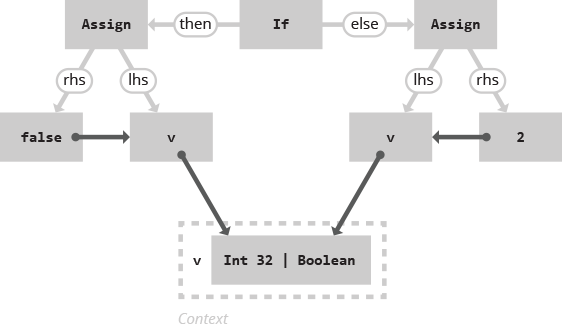 Assign then If else Assign
rhs lhs lhs rhs
false v v 2
v Int 32 | Boolean
Context